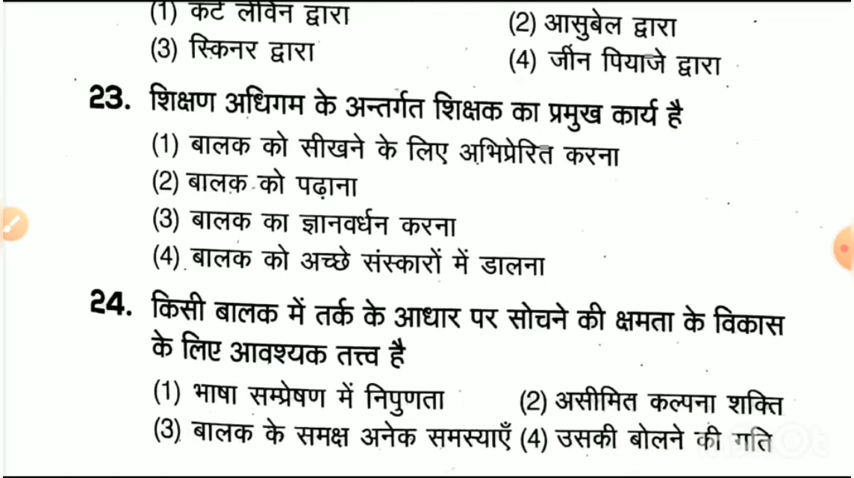 (1) कर्ट लेविन द्वारा (2) आसुबेल द्वारा
(3) स्किनर द्वारा (4) जीन पियाजे द्वारा
23. शिक्षण अधिगम के अन्तर्गत शिक्षक का प्रमुख कार्य है
(1) बालक को सीखने के लिए अभिप्रेरित करना
(2) बालक को पढ़ाना
(3) बालक का ज्ञानवर्धन करना
(4) बालक को अच्छे संस्कारों में डालना
24. किसी बालक में तर्क के आधार पर सोचने की क्षमता के विकास
के लिए आवश्यक तत्त्व है
(1) भाषा सम्प्रेषण में निपुणता (2) असीमित कल्पना शक्ति
(3) बालक के समक्ष अनेक समस्याएँ (4) उसकी बोलने की गति